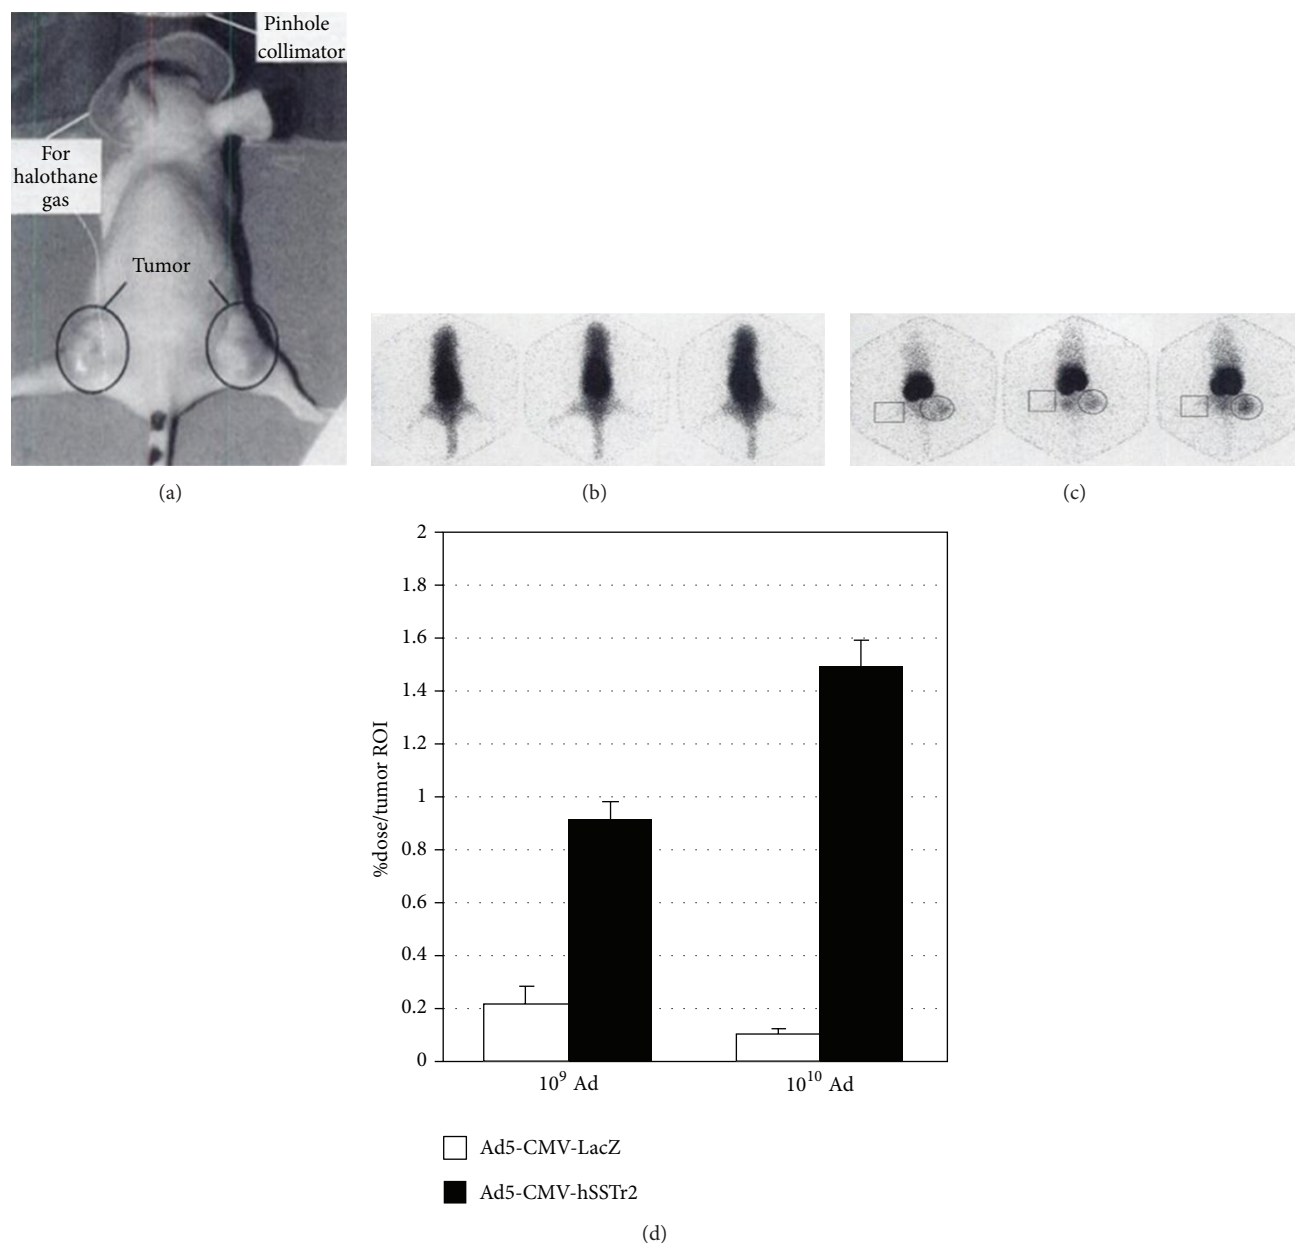 Pinhole
collimator
For
halothane
gas
Tumor
(a)
(b)
(c)
2
1.8
1.6
1.4
1.2
1
0.8
0.6
0.4
0.2
0
%dose/tumor ROI
10⁹ Ad
10¹⁰ Ad
Ad5-CMV-LacZ
Ad5-CMV-hSSTr2
(d)